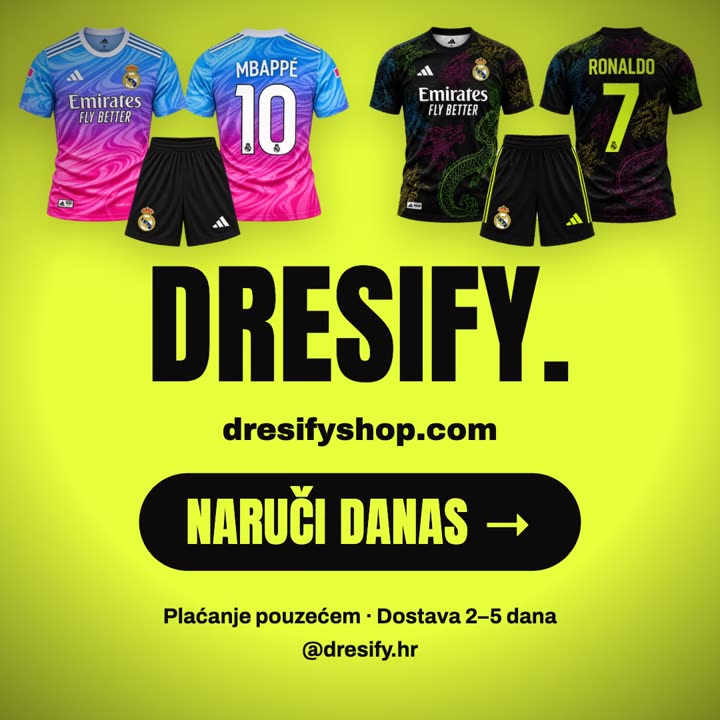 Emirates
FLY BETTER
MBAPPÉ
10
Emirates
FLY BETTER
RONALDO
7
DRESIFY.
dresifyshop.com
NARUČI DANAS →
Plaćanje pouzećem · Dostava 2–5 dana
@dresify.hr